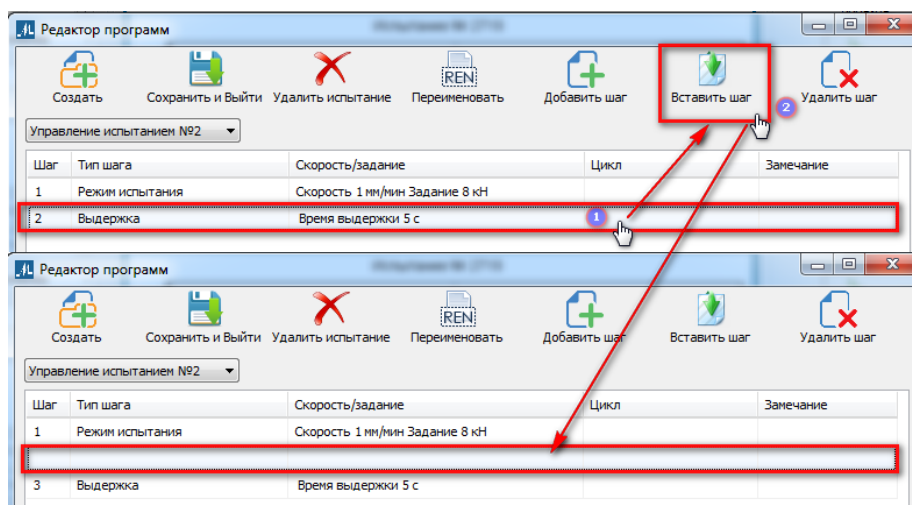 Редактор программ
REN
Создать Сохранить и Выйти Удалить испытание Переименовать Добавить шаг Вставить шаг Удалить шаг
2
Управление испытанием №2
Шаг Тип шага Скорость/задание Цикл Замечание
1 Режим испытания Скорость 1 мм/мин Задание 8 кН
2 Выдержка Время выдержки 5 с 1
Редактор программ
REN
Создать Сохранить и Выйти Удалить испытание Переименовать Добавить шаг Вставить шаг Удалить шаг
Управление испытанием №2
Шаг Тип шага Скорость/задание Цикл Замечание
1 Режим испытания Скорость 1 мм/мин Задание 8 кН
3 Выдержка Время выдержки 5 с